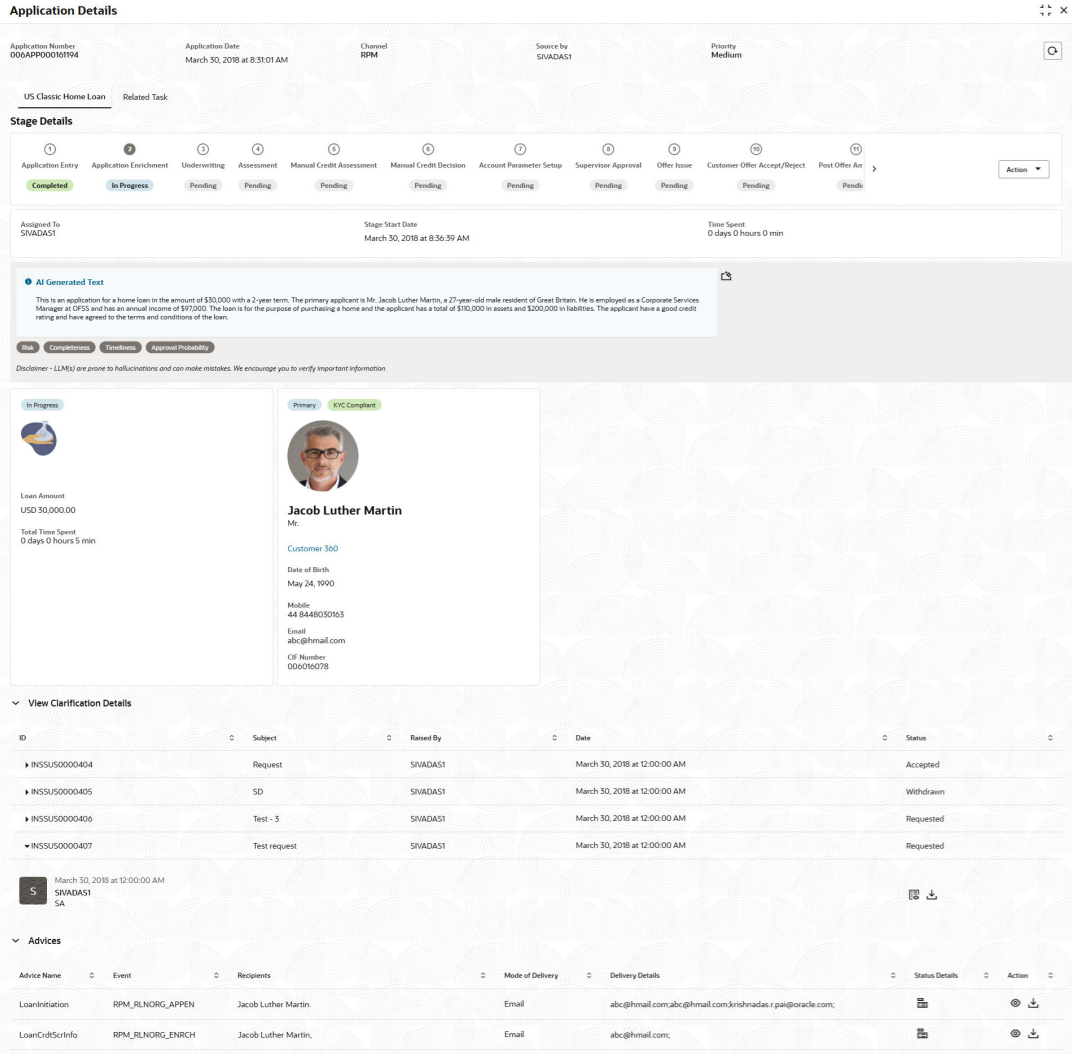 Application Details
Application Number Application Date Channel Source by Priority
006APP000161194 March 30, 2018 at 8:31:01 AM RPM SIVADAS1 Medium
US Classic Home Loan Related Task
Stage Details
1 2 3 4 5 6 7 8 9 10 11
Application Entry Application Enrichment Underwriting Assessment Manual Credit Assessment Manual Credit Decision Account Parameter Setup Supervisor Approval Offer Issue Customer Offer Accept/Reject Post Offer Am
Action
Completed In Progress Pending Pending Pending Pending Pending Pending Pending Pending Pendi
Assigned To Stage Start Date Time Spent
SIVADAS1 March 30, 2018 at 8:36:39 AM 0 days 0 hours 0 min
AI Generated Text
This is an application for a home loan in the amount of $30,000 with a 2-year term. The primary applicant is Mr. Jacob Luther Martin, a 27-year-old male resident of Great Britain. He is employed as a Corporate Services
Manager at OFSS and has an annual income of $97,000. The loan is for the purpose of purchasing a home and the applicant has a total of $110,000 in assets and $200,000 in liabilities. The applicant have a good credit
rating and have agreed to the terms and conditions of the loan.
Risk Completeness Timeliness Approval Probability
Disclaimer - LLM(s) are prone to hallucinations and can make mistakes. We encourage you to verify important information
In Progress
Loan Amount
USD 30,000.00
Total Time Spent
0 days 0 hours 5 min
Primary KYC Compliant
Jacob Luther Martin
Mr.
Customer 360
Date of Birth
May 24, 1990
Mobile
44 8448030163
Email
abc@hmail.com
CIF Number
006016078
View Clarification Details
ID Subject Raised By Date Status
INSSUS0000404 Request SIVADAS1 March 30, 2018 at 12:00:00 AM Accepted
INSSUS0000405 SD SIVADAS1 March 30, 2018 at 12:00:00 AM Withdrawn
INSSUS0000406 Test - 3 SIVADAS1 March 30, 2018 at 12:00:00 AM Requested
INSSUS0000407 Test request SIVADAS1 March 30, 2018 at 12:00:00 AM Requested
March 30, 2018 at 12:00:00 AM
S SIVADAS1
SA
Advices
Advice Name Event Recipients Mode of Delivery Delivery Details Status Details Action
LoanInitiation RPM_RLNORG_APPEN Jacob Luther Martin, Email abc@hmail.com;abc@hmail.com;krishnadas.r.pai@oracle.com;
LoanCrdtScrInfo RPM_RLNORG_ENRCH Jacob Luther Martin, Email abc@hmail.com;